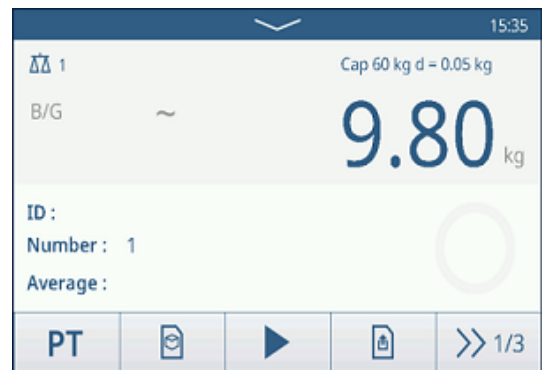 15:35
1 Cap 60 kg d = 0.05 kg
B/G ~ 9.80 kg
ID :
Number : 1
Average :
PT 1/3